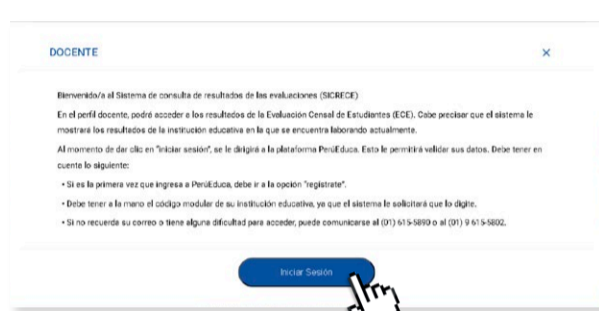 DOCENTE
×
Bienvenido/a al Sistema de consulta de resultados de las evaluaciones (SICRECE)
En el perfil docente, podrá acceder a los resultados de la Evaluación Censal de Estudiantes (ECE). Cabe precisar que el sistema le
mostrará los resultados de la institución educativa en la que se encuentra laborando actualmente.
Al momento de dar clic en "iniciar sesión", se le dirigirá a la plataforma PerúEduca. Esto le permitirá validar sus datos. Debe tener en
cuenta lo siguiente:
• Si es la primera vez que ingresa a PerúEduca, debe ir a la opción "regístrate".
• Debe tener a la mano el código modular de su institución educativa, ya que el sistema le solicitará que lo digite.
• Si no recuerda su correo o tiene alguna dificultad para acceder, puede comunicarse al (01) 615-5890 o al (01) 9 615-5802.
Iniciar Sesión